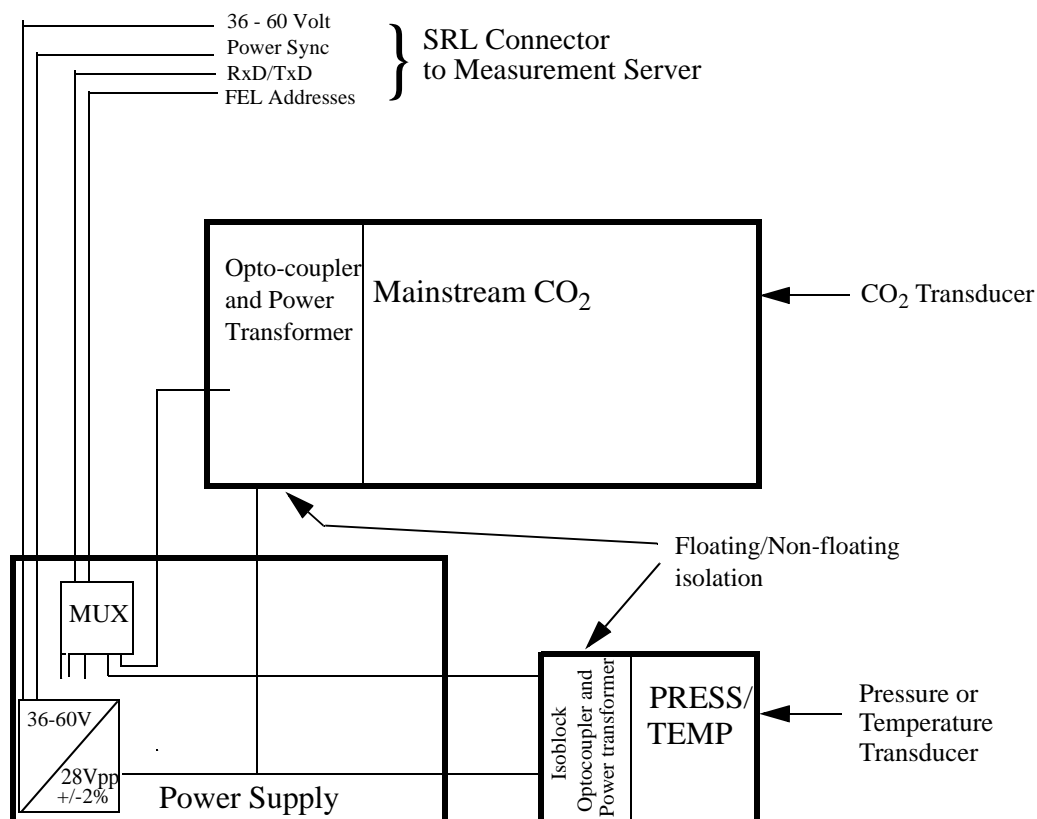 36 - 60 Volt
Power Sync
RxD/TxD
FEL Addresses
SRL Connector
to Measurement Server
Opto-coupler
and Power
Transformer
Mainstream CO2
CO2 Transducer
Floating/Non-floating
isolation
MUX
36-60V
28Vpp
+/-2%
Power Supply
Isoblock
Optocoupler and
Power transformer
PRESS/
TEMP
Pressure or
Temperature
Transducer